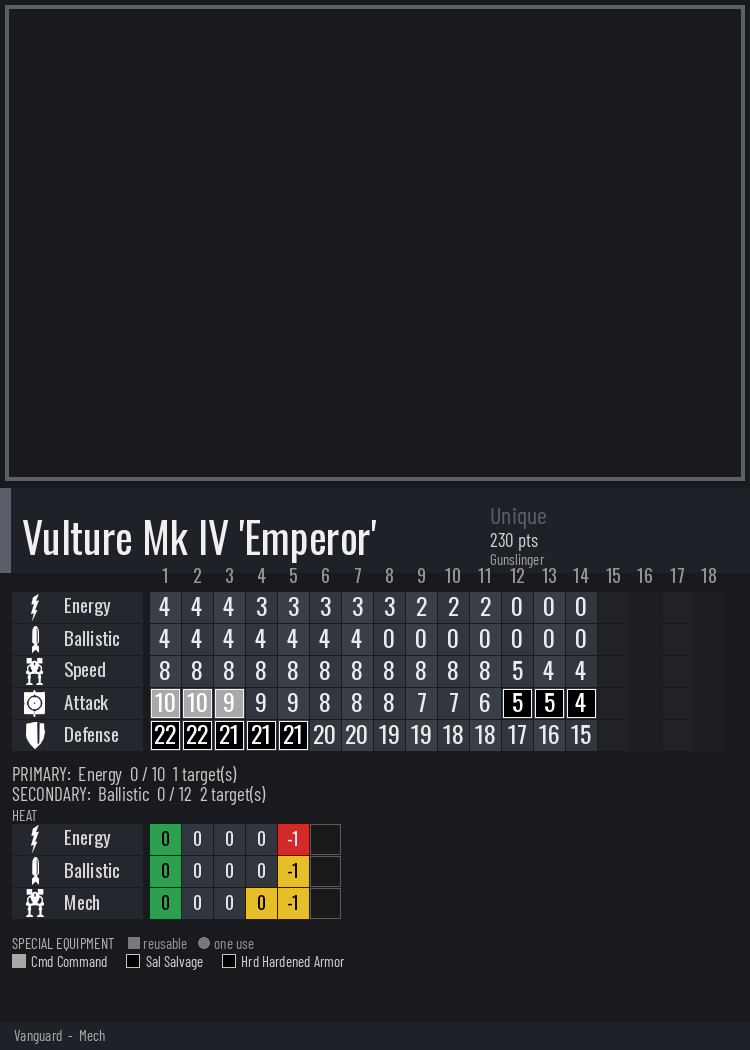 Vulture Mk IV 'Emperor'
Unique
230 pts
Gunslinger
1 2 3 4 5 6 7 8 9 10 11 12 13 14 15 16 17 18
Energy 4 4 4 3 3 3 3 3 2 2 2 0 0 0
Ballistic 4 4 4 4 4 4 4 0 0 0 0 0 0 0
Speed 8 8 8 8 8 8 8 8 8 8 8 5 4 4
Attack 10 10 9 9 9 8 8 8 7 7 6 5 5 4
Defense 22 22 21 21 21 20 20 19 19 18 18 17 16 15
PRIMARY: Energy 0 / 10 1 target(s)
SECONDARY: Ballistic 0 / 12 2 target(s)
HEAT
Energy 0 0 0 0 -1
Ballistic 0 0 0 0 -1
Mech 0 0 0 0 -1
SPECIAL EQUIPMENT reusable one use
Cmd Command Sal Salvage Hrd Hardened Armor
Vanguard - Mech